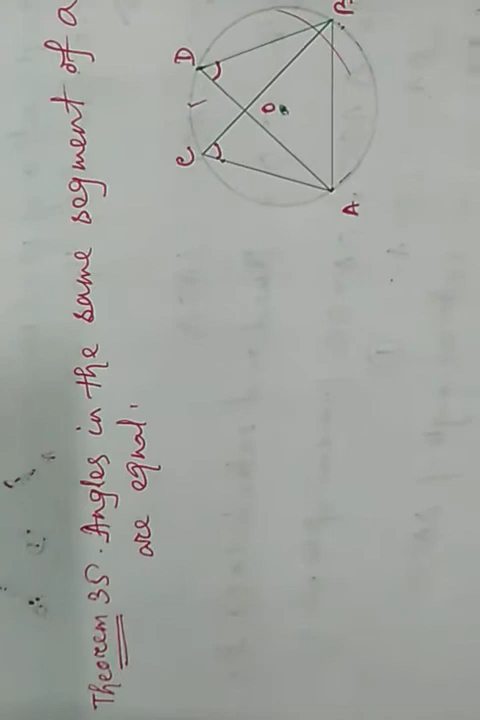 Theorem 35. Angles in the same segment of a
are equal.
D
B
O
C
A